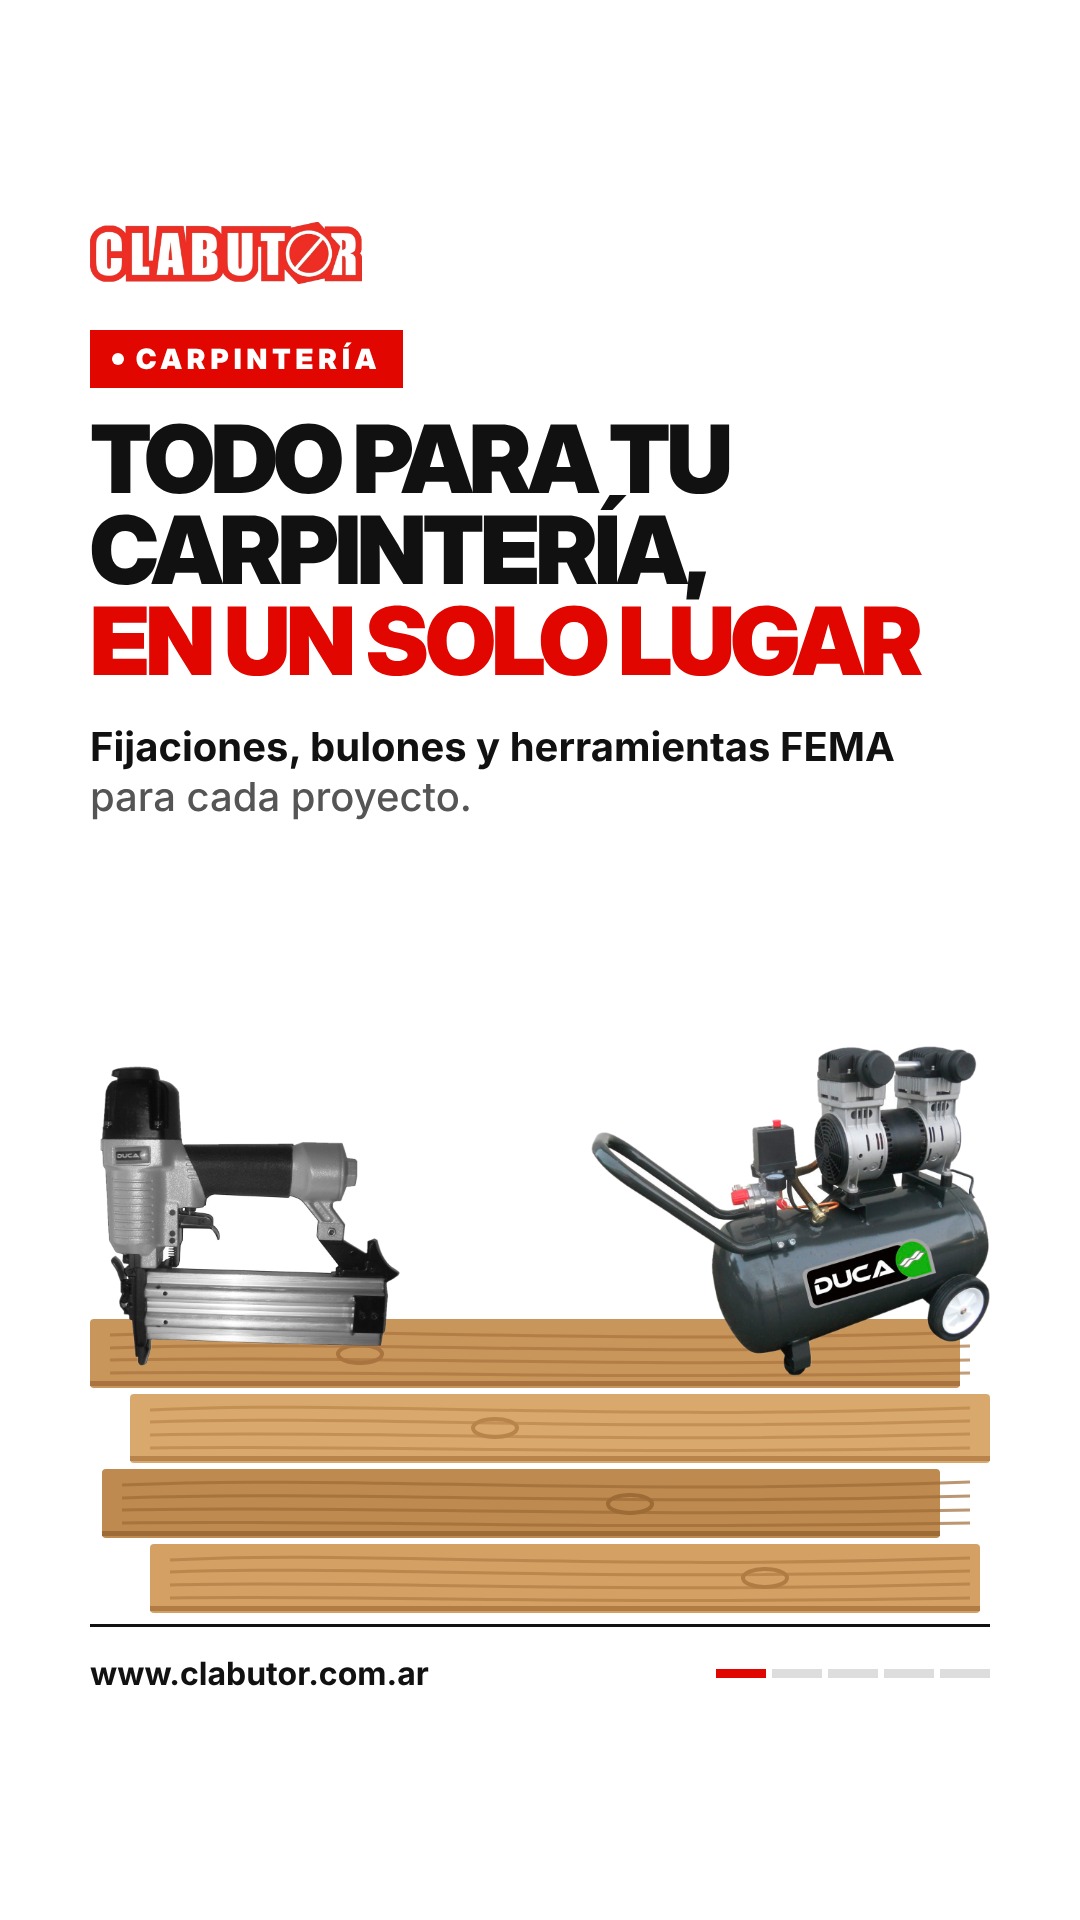 CLABUTOR
• CARPINTERÍA
TODO PARA TU
CARPINTERÍA,
EN UN SOLO LUGAR
Fijaciones, bulones y herramientas FEMA
para cada proyecto.
DUCA
DUCA
www.clabutor.com.ar